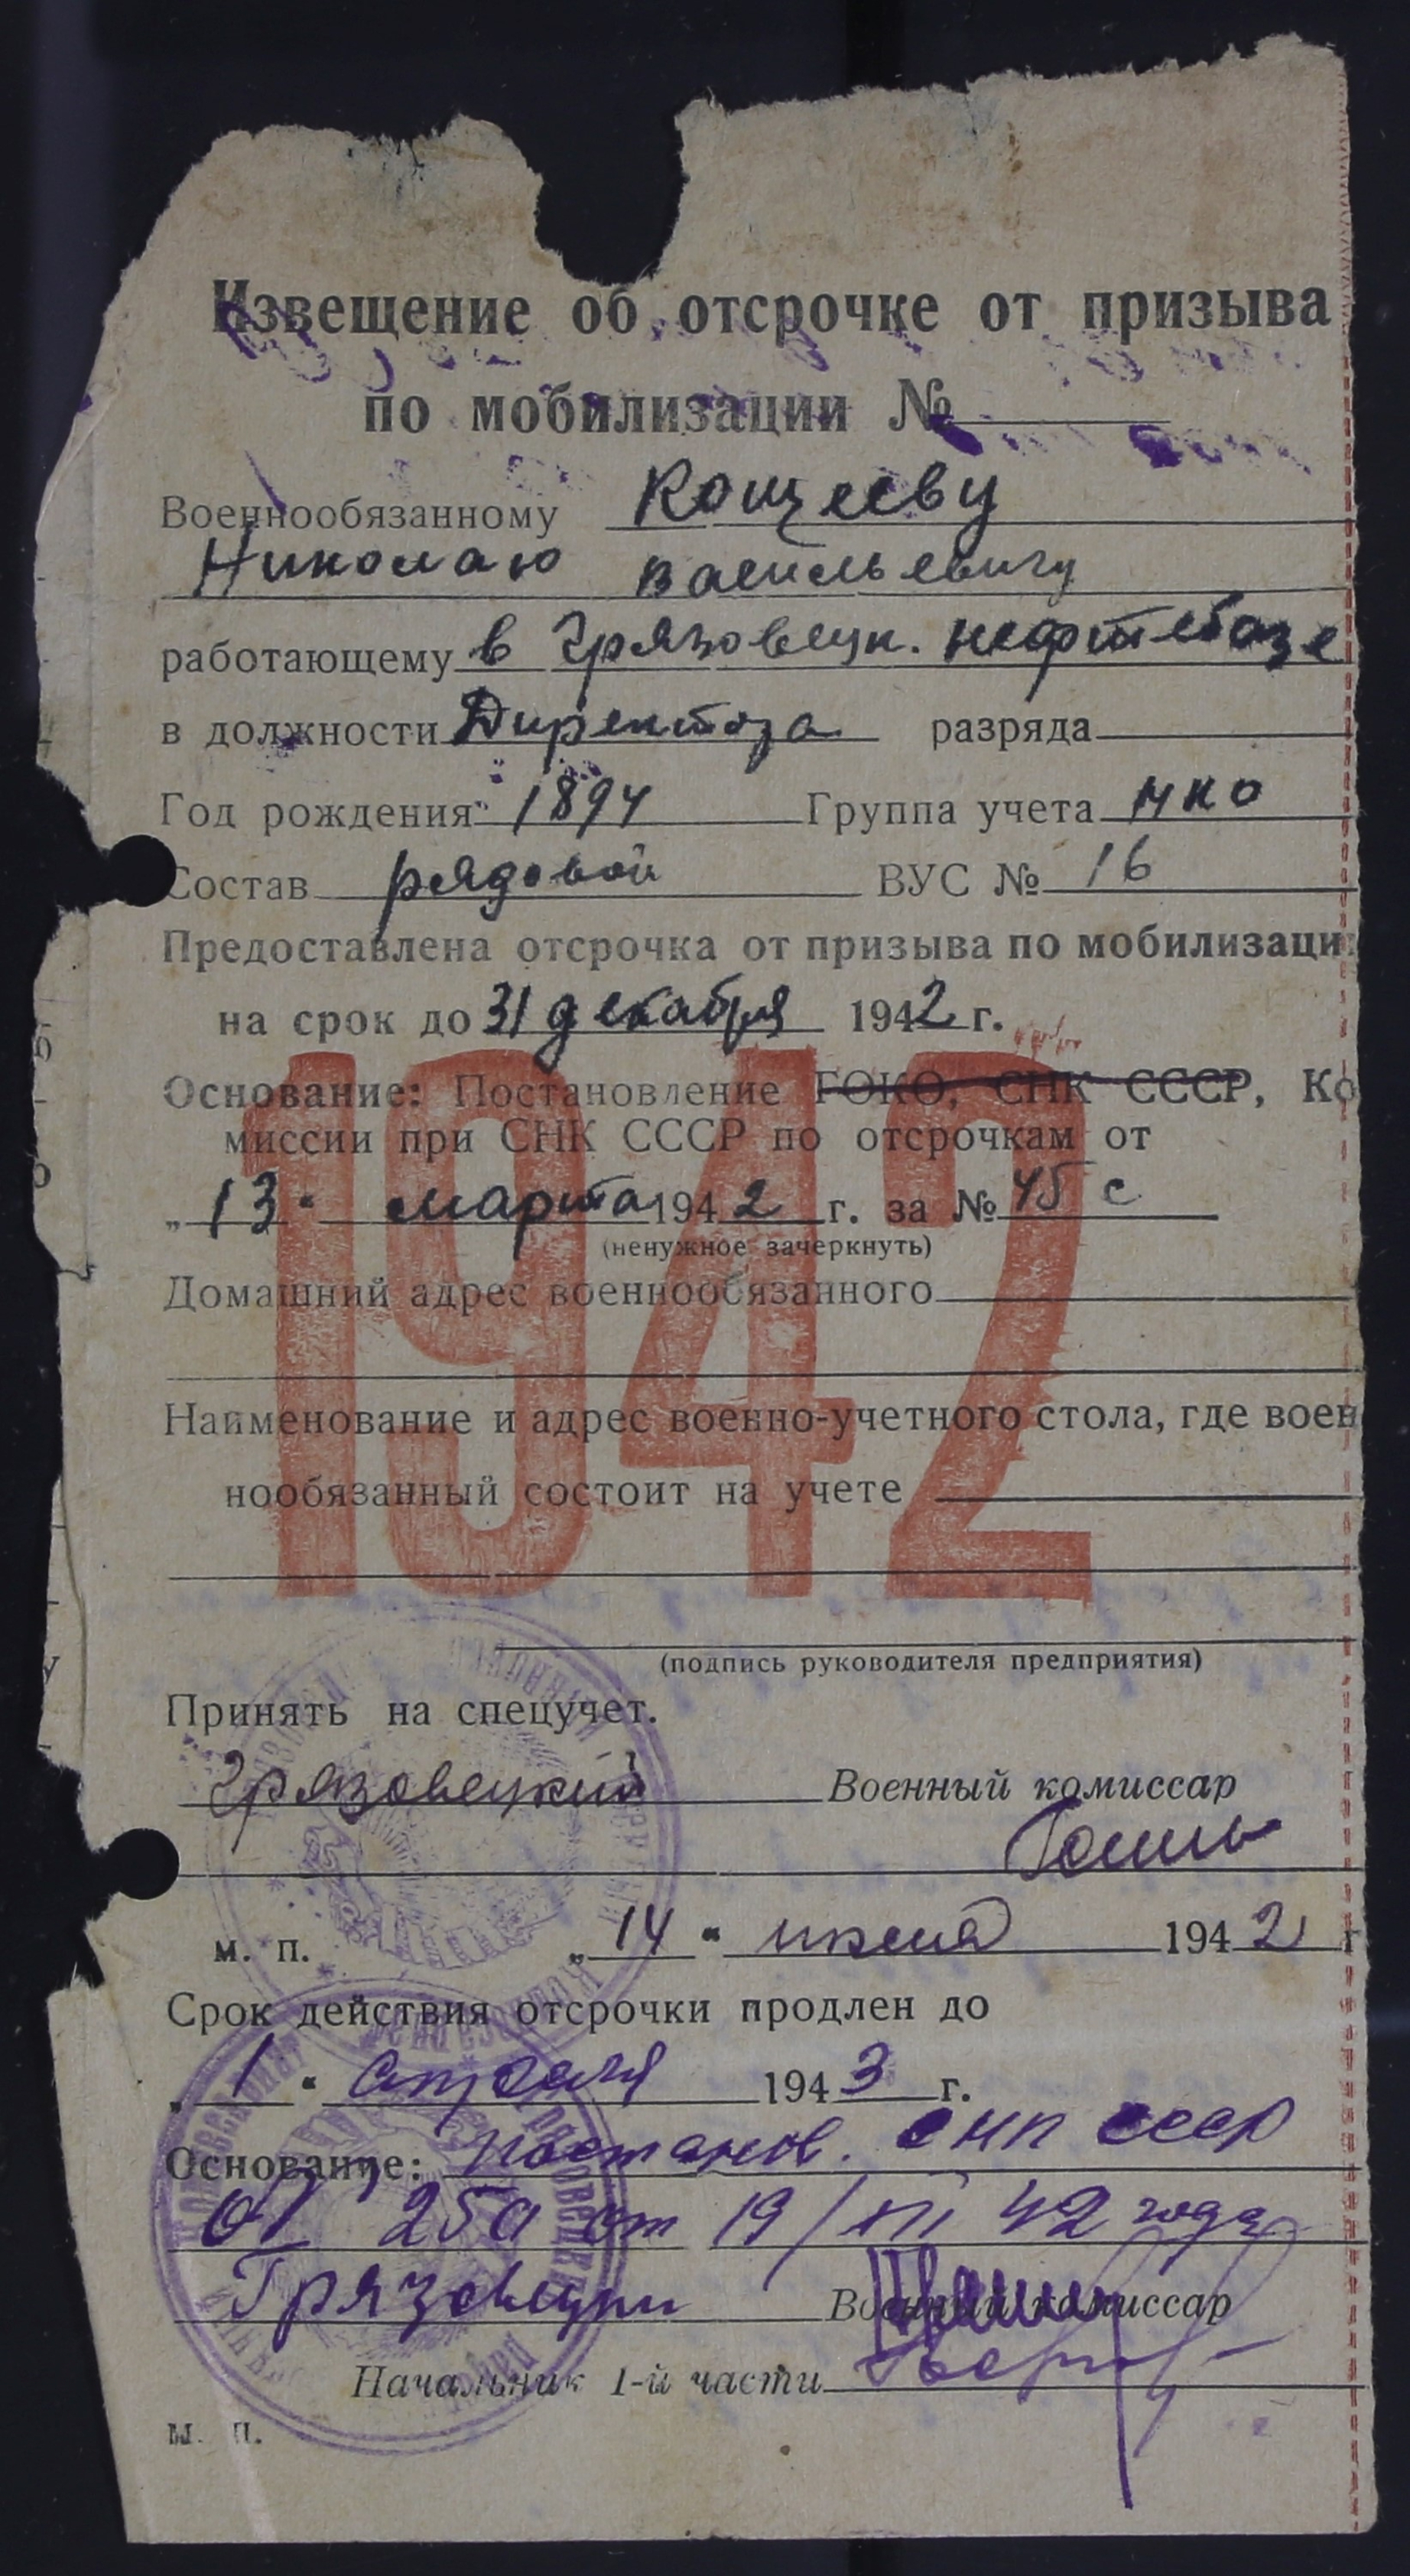 Извещение об отсрочке от призыва
по мобилизации №
Военнообязанному Кощееву
Николаю Васильевичу
работающему в Грязовецк. нефтебазе
в должности Директора разряда
Год рождения 1894 Группа учета НКО
Состав рядовой ВУС № 16
Предоставлена отсрочка от призыва по мобилизаци
на срок до 31 декабря 1942 г.
Основание: Постановление ГОКО, СНК СССР, Ко
миссии при СНК СССР по отсрочкам от
„13" марта 1942 г. за № 45 с
(ненужное зачеркнуть)
Домашний адрес военнообязанного
1942
Наименование и адрес военно-учетного стола, где воен
нообязанный состоит на учете
(подпись руководителя предприятия)
Принять на спецучет.
Грязовецкий Военный комиссар
м. п. „14" июня 1942 г
Срок действия отсрочки продлен до
„1" апреля 1943 г.
Основание: Постанов. СНК СССР
25а от 19/XII 42 года
Грязовецкий Военный комиссар
Начальник 1-й части
м. п.